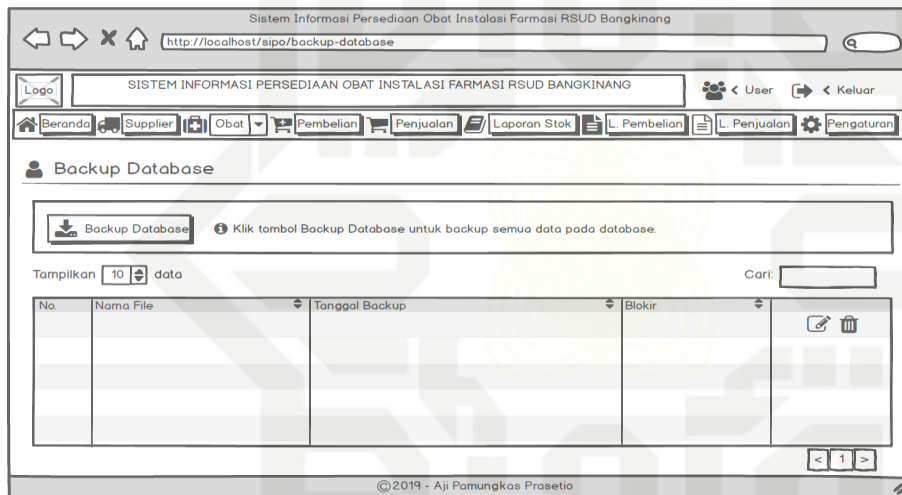 Sistem Informasi Persediaan Obat Instalasi Farmasi RSUD Bangkinang
http://localhost/sipo/backup-database
Logo SISTEM INFORMASI PERSEDIAAN OBAT INSTALASI FARMASI RSUD BANGKINANG < User < Keluar
Beranda Supplier Obat Pembelian Penjualan Laporan Stok L. Pembelian L. Penjualan Pengaturan
Backup Database
Backup Database Klik tombol Backup Database untuk backup semua data pada database.
Tampilkan 10 data Cari:
No. Nama File Tanggal Backup Blokir
< 1 >
©2019 - Aji Pamungkas Prasetio